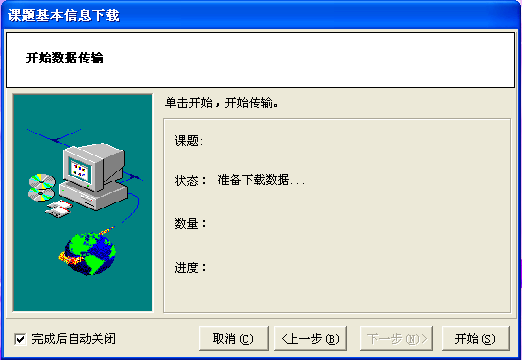 课题基本信息下载
开始数据传输
单击开始，开始传输。
课题:
状态： 准备下载数据...
数量：
进度：
完成后自动关闭
取消(C)
<上一步(B)
下一步(N)>
开始(S)